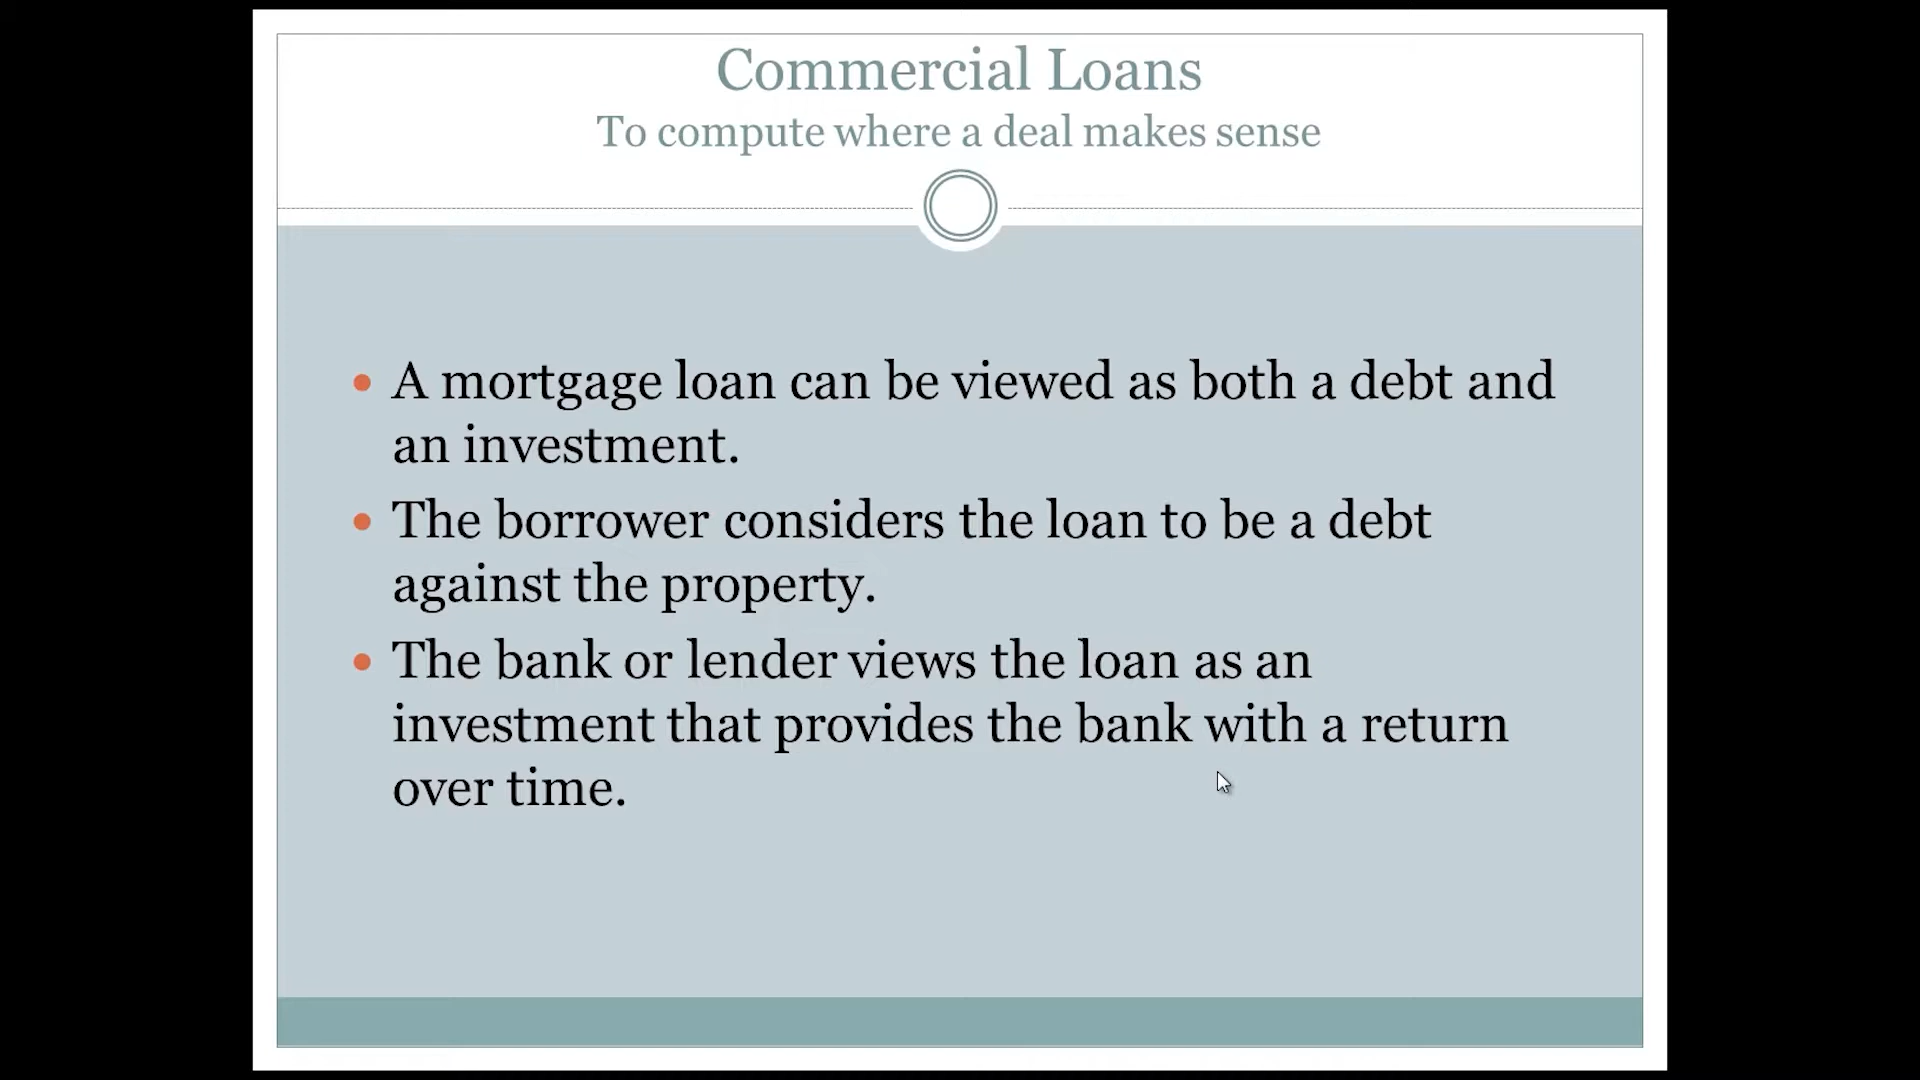 Commercial Loans
To compute where a deal makes sense
A mortgage loan can be viewed as both a debt and
an investment.
The borrower considers the loan to be a debt
against the property.
The bank or lender views the loan as an
investment that provides the bank with a return
over time.